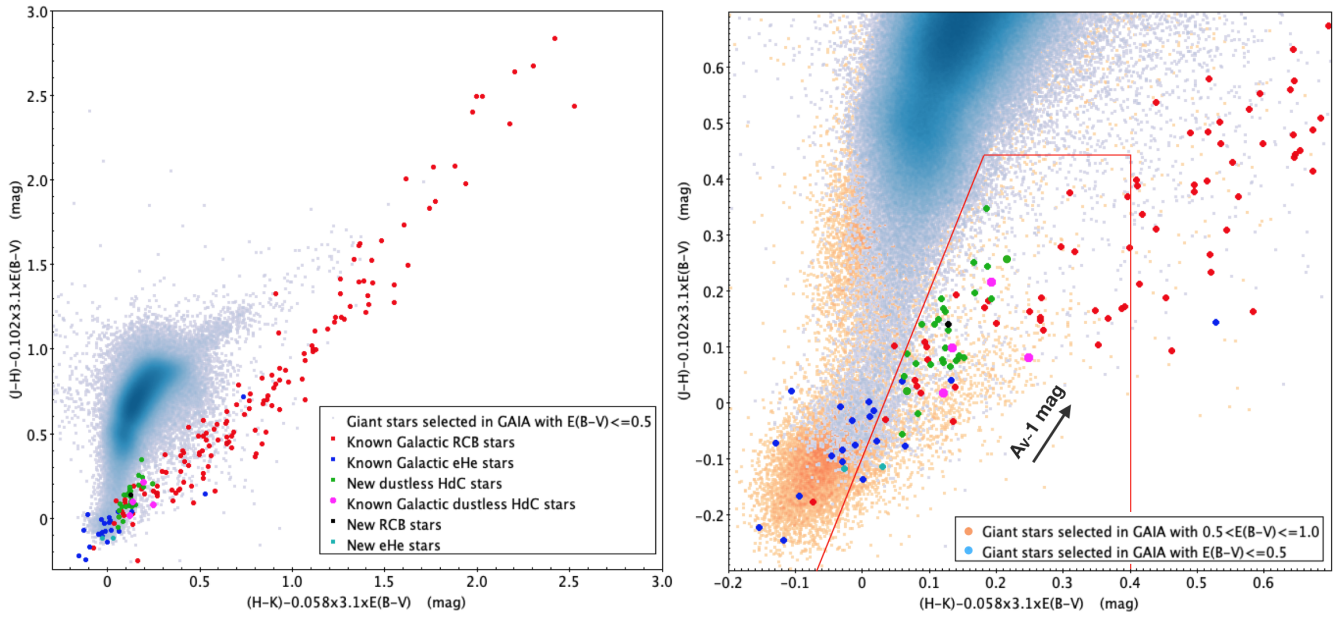 3.0
2.5
2.0
1.5
1.0
0.5
0
(J-H)-0.102x3.1xE(B-V) (mag)
0
0.5
1.0
1.5
2.0
2.5
3.0
(H-K)-0.058x3.1xE(B-V) (mag)
Giant stars selected in GAIA with E(B-V)<=0.5
Known Galactic RCB stars
Known Galactic eHe stars
New dustless HdC stars
Known Galactic dustless HdC stars
New RCB stars
New eHe stars
0.6
0.5
0.4
0.3
0.2
0.1
0
-0.1
-0.2
(J-H)-0.102x3.1xE(B-V) (mag)
Av~1 mag
Giant stars selected in GAIA with 0.5<E(B-V)<=1.0
Giant stars selected in GAIA with E(B-V)<=0.5
-0.2
-0.1
0
0.1
0.2
0.3
0.4
0.5
0.6
(H-K)-0.058x3.1xE(B-V) (mag)